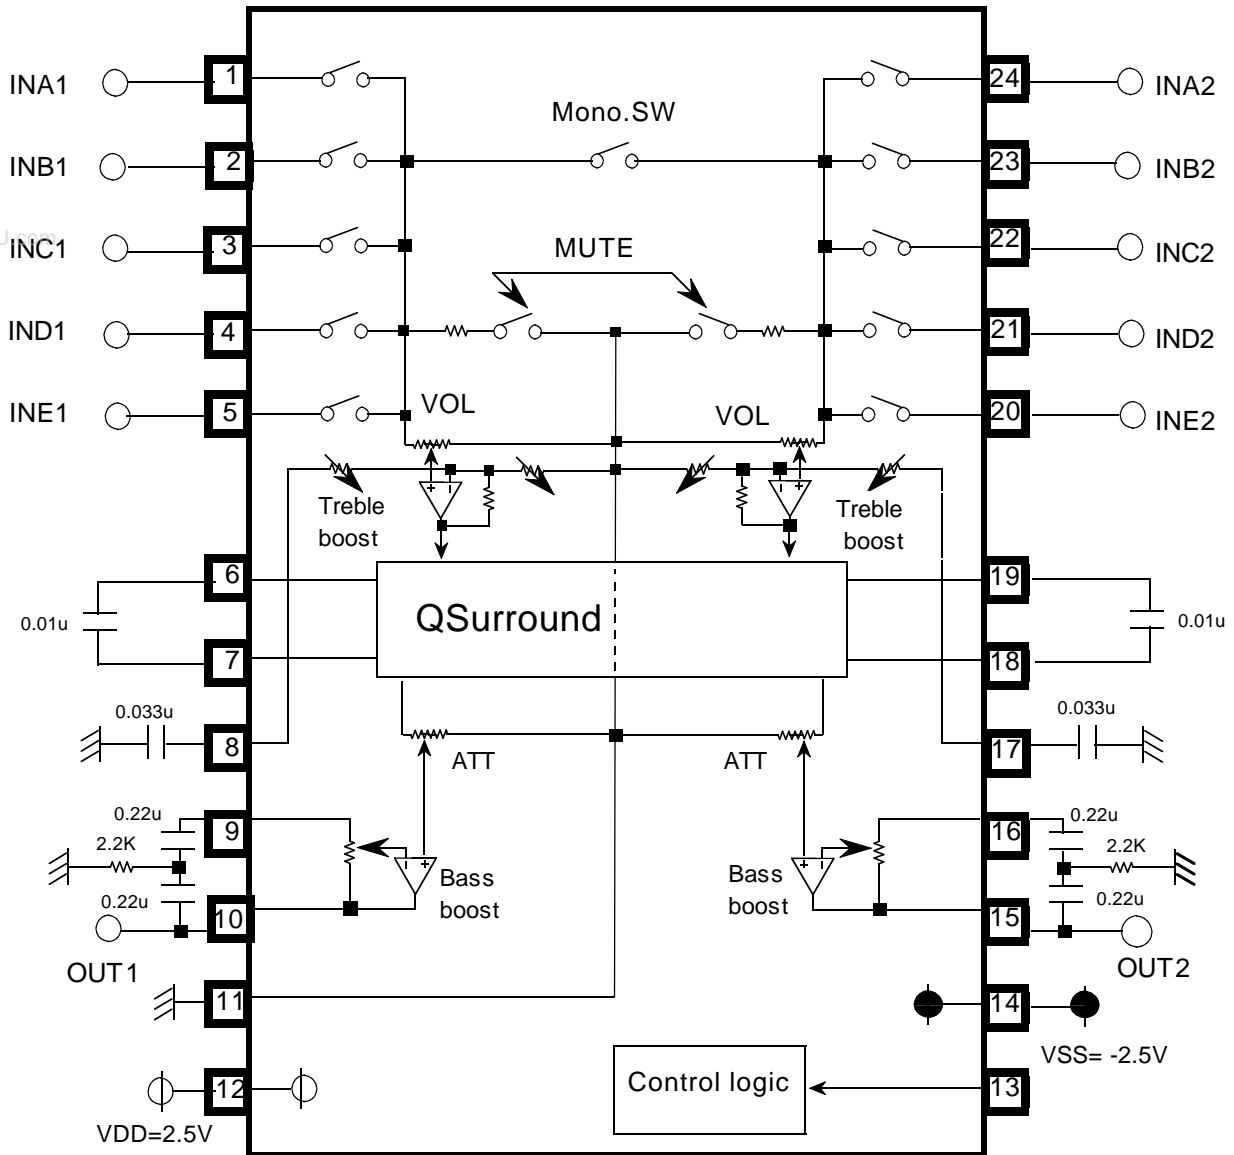 INA1
1
24
INA2
Mono.SW
INB1
2
23
INB2
J.com
INC1
3
MUTE
22
INC2
IND1
4
21
IND2
INE1
5
VOL
VOL
20
INE2
Treble
boost
Treble
boost
6
19
0.01u
QSurround
0.01u
7
18
0.033u
8
ATT
ATT
0.033u
17
0.22u
9
16
0.22u
2.2K
2.2K
0.22u
Bass
boost
Bass
boost
0.22u
10
15
OUT1
OUT2
11
14
VSS= -2.5V
12
VDD=2.5V
Control logic
13